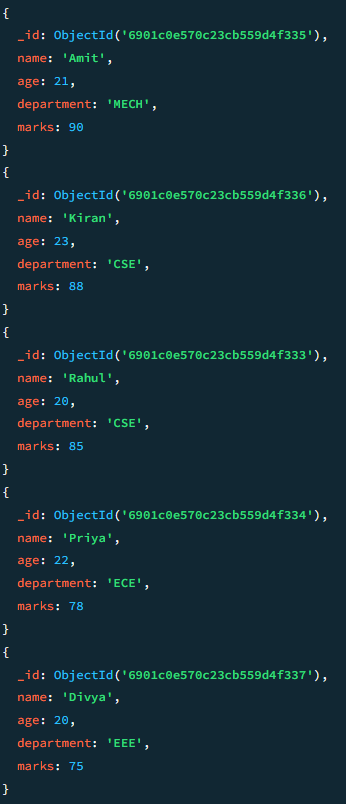 {
  _id: ObjectId('6901c0e570c23cb559d4f335'),
  name: 'Amit',
  age: 21,
  department: 'MECH',
  marks: 90
}
{
  _id: ObjectId('6901c0e570c23cb559d4f336'),
  name: 'Kiran',
  age: 23,
  department: 'CSE',
  marks: 88
}
{
  _id: ObjectId('6901c0e570c23cb559d4f333'),
  name: 'Rahul',
  age: 20,
  department: 'CSE',
  marks: 85
}
{
  _id: ObjectId('6901c0e570c23cb559d4f334'),
  name: 'Priya',
  age: 22,
  department: 'ECE',
  marks: 78
}
{
  _id: ObjectId('6901c0e570c23cb559d4f337'),
  name: 'Divya',
  age: 20,
  department: 'EEE',
  marks: 75
}